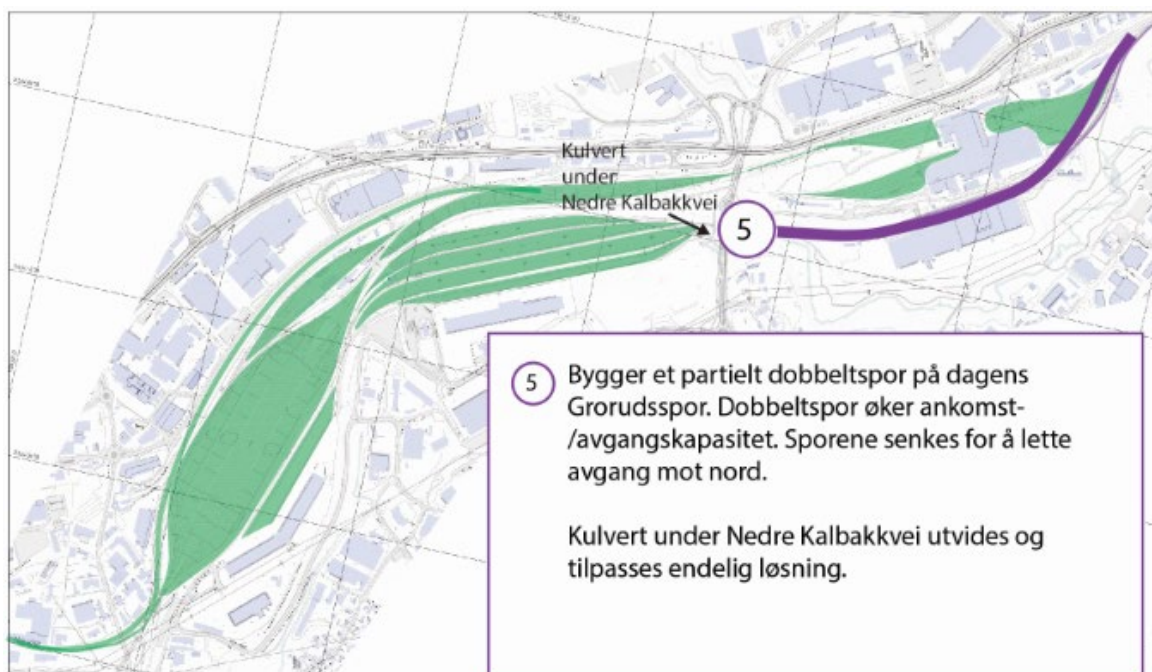 Kulvert
under
Nedre Kalbakkvei
5
5
Bygger et partielt dobbeltspor på dagens
Grorudsspor. Dobbeltspor øker ankomst-
/avgangskapasitet. Sporene senkes for å lette
avgang mot nord.
Kulvert under Nedre Kalbakkvei utvides og
tilpasses endelig løsning.